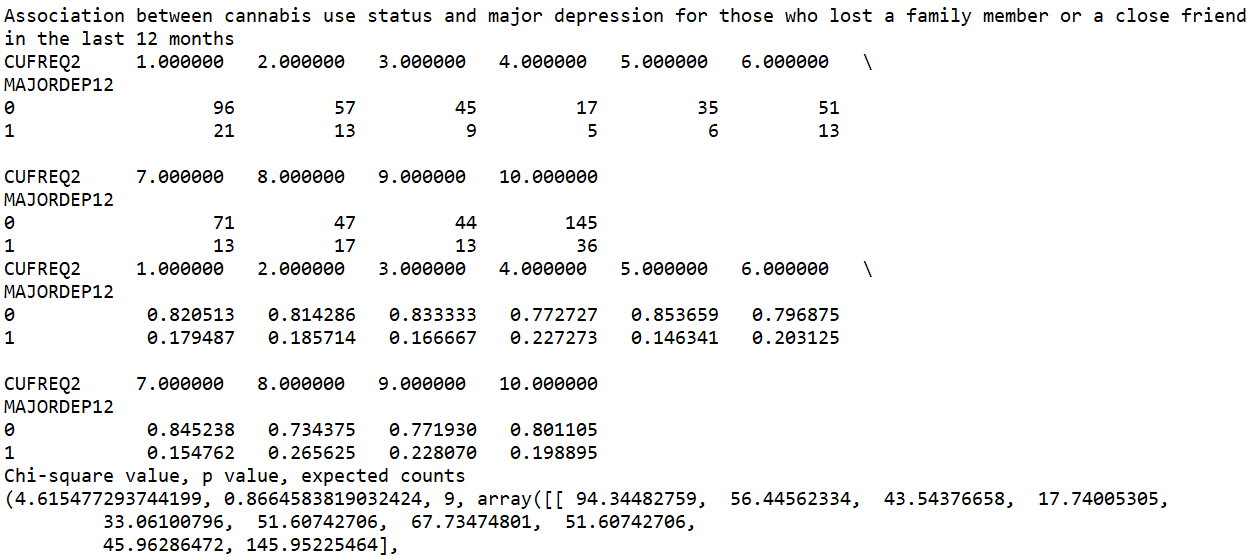 Association between cannabis use status and major depression for those who lost a family member or a close friend
in the last 12 months
CUFREQ2     1.000000   2.000000   3.000000   4.000000   5.000000   6.000000   \
MAJORDEP12
0                 96         57         45         17         35         51
1                 21         13          9          5          6         13

CUFREQ2     7.000000   8.000000   9.000000   10.000000
MAJORDEP12
0                 71         47         44        145
1                 13         17         13         36
CUFREQ2     1.000000   2.000000   3.000000   4.000000   5.000000   6.000000   \
MAJORDEP12
0            0.820513   0.814286   0.833333   0.772727   0.853659   0.796875
1            0.179487   0.185714   0.166667   0.227273   0.146341   0.203125

CUFREQ2     7.000000   8.000000   9.000000   10.000000
MAJORDEP12
0            0.845238   0.734375   0.771930   0.801105
1            0.154762   0.265625   0.228070   0.198895
Chi-square value, p value, expected counts
(4.615477293744199, 0.8664583819032424, 9, array([[ 94.34482759,  56.44562334,  43.54376658,  17.74005305,
         33.06100796,  51.60742706,  67.73474801,  51.60742706,
         45.96286472, 145.95225464],